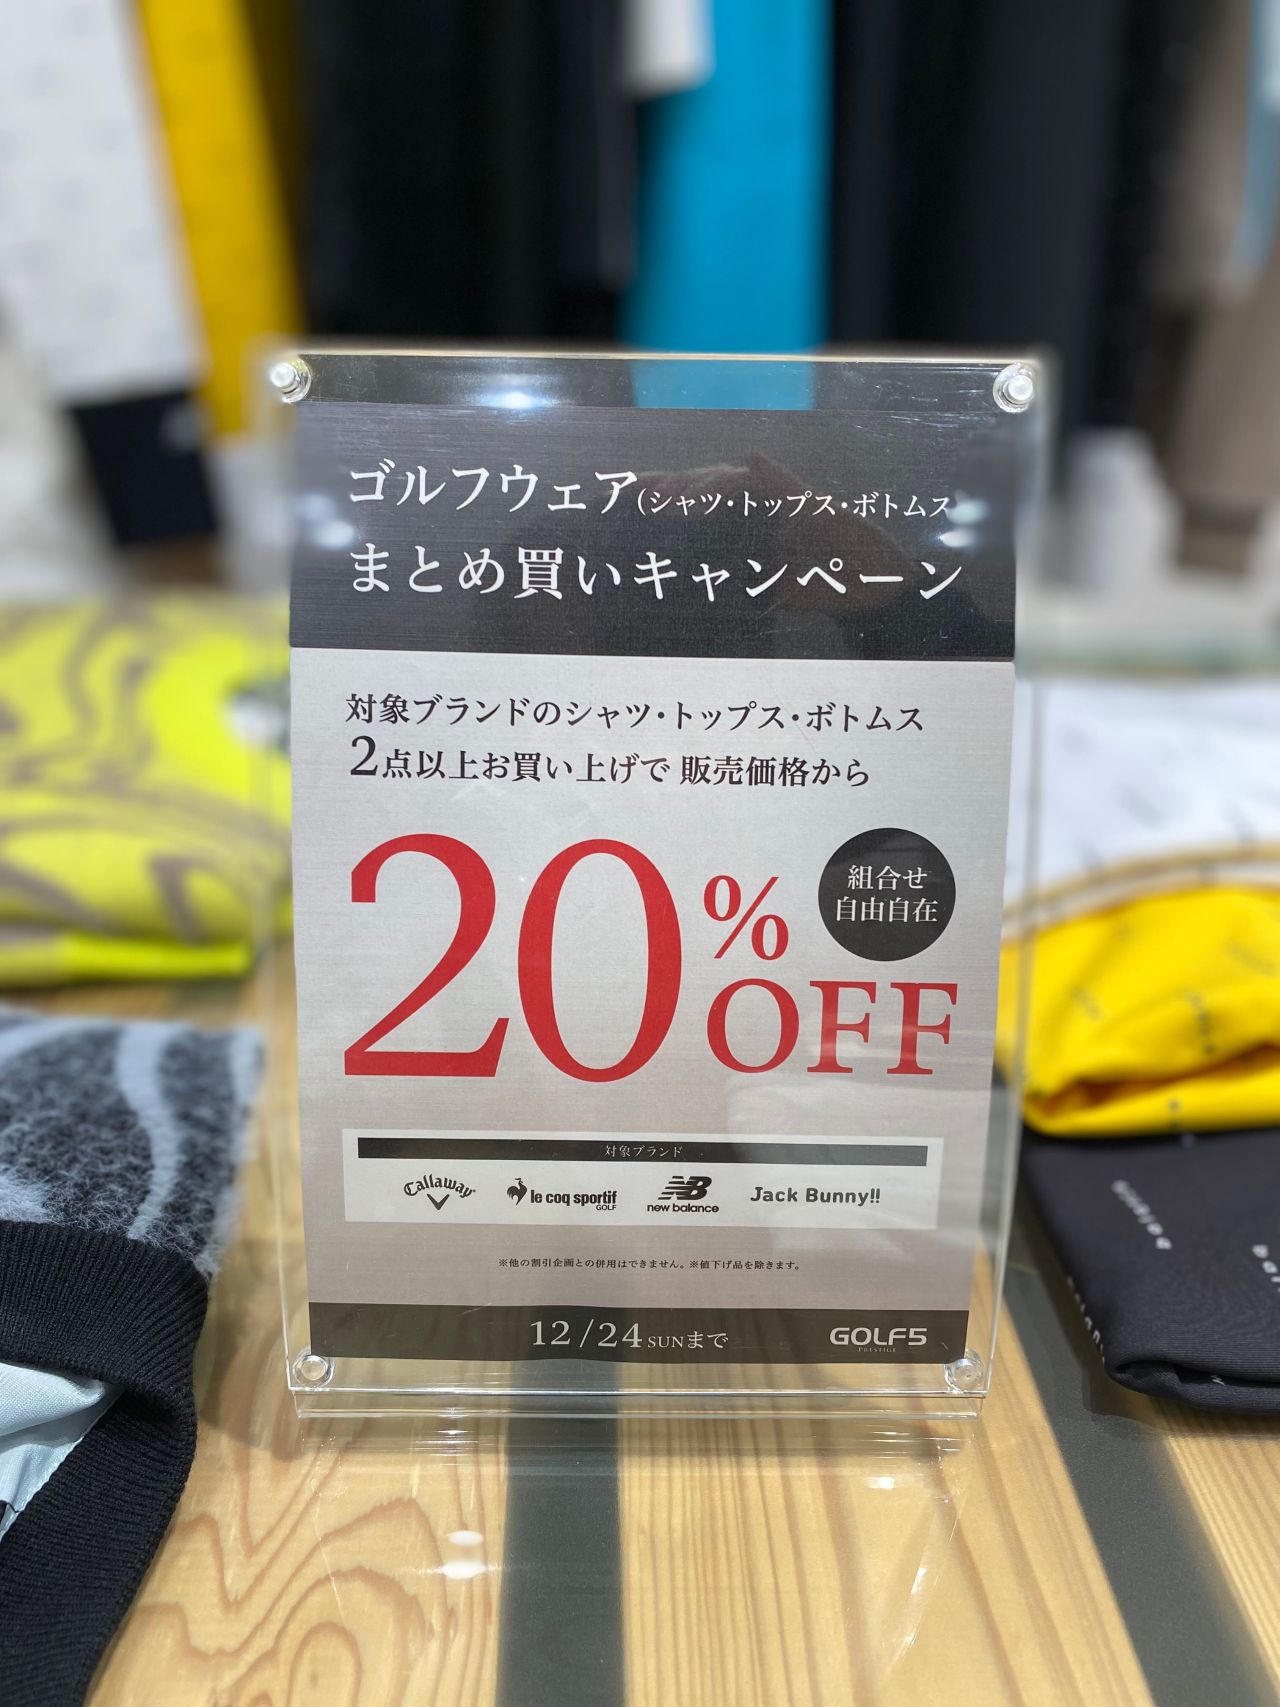 ゴルフウェア(シャツ・トップス・ボトムス)
まとめ買いキャンペーン
対象ブランドのシャツ・トップス・ボトムス
2点以上お買い上げで 販売価格から
20%OFF
組合せ
自由自在
対象ブランド
Callaway
le coq sportif
GOLF
NB
new balance
Jack Bunny!!
※他の割引企画との併用はできません。※値下げ品を除きます。
12/24SUNまで
GOLF5
PRESTIGE